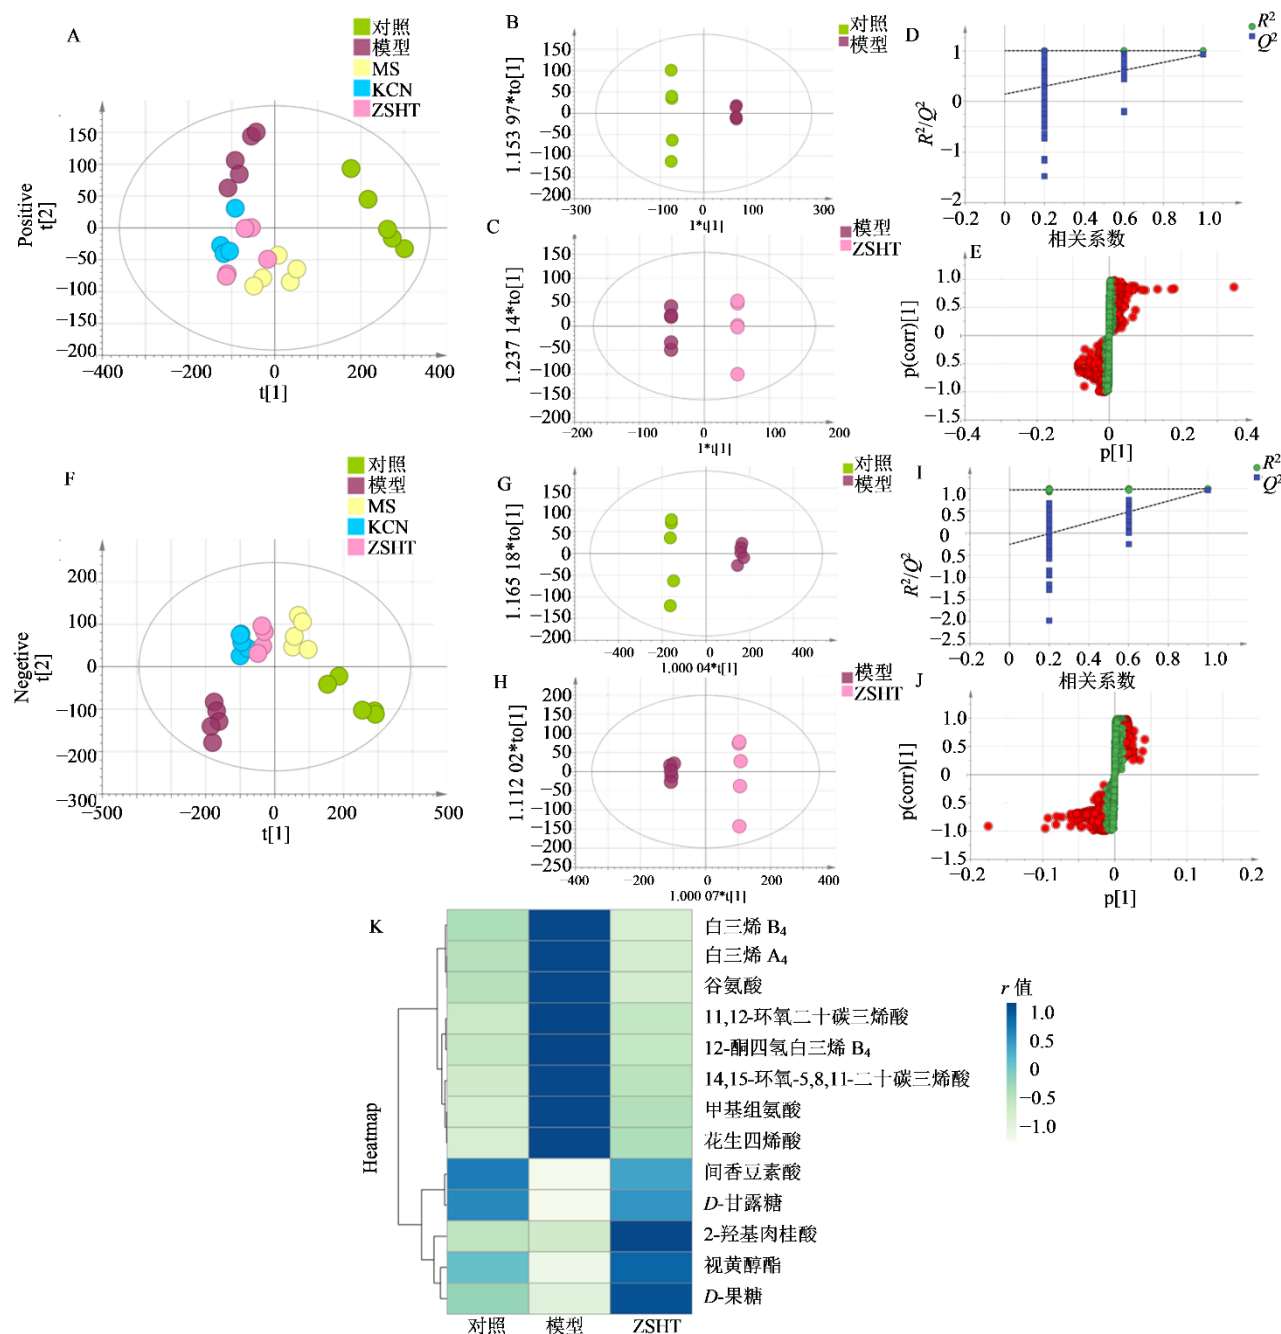 A
对照
模型
MS
KCN
ZSHT
Positive
t[2]
150
100
50
0
−50
−100
−150
−200
−400
−200
0
200
400
t[1]
B
对照
模型
1.153 97*to[1]
150
100
50
0
−50
−100
−150
−200
−300
−100
0
100
300
1*t[1]
C
模型
ZSHT
1.237 14*to[1]
150
100
50
0
−50
−100
−150
−200
−200
−100
0
100
200
1*t[1]
D
R²
Q²
R²/Q²
1
0
−1
−2
−0.2
0
0.2
0.4
0.6
0.8
1.0
相关系数
E
p(corr)[1]
1.0
0.5
0
0.5
−1.0
−1.5
−0.4
−0.2
0
0.2
0.4
p[1]
F
对照
模型
MS
KCN
ZSHT
Negetive
t[2]
200
100
0
−100
−200
−300
−500
−200
0
200
500
t[1]
G
对照
模型
1.165 18*to[1]
150
100
50
0
−50
−100
−150
−200
−400
−200
0
200
400
1.000 04*t[1]
H
模型
ZSHT
1.112 02*to[1]
200
150
100
50
0
−50
−100
−150
−200
−250
−400
−200
0
200
400
1.000 07*t[1]
I
R²
Q²
R²/Q²
1.0
0.5
0
−0.5
−1.0
−1.5
−2.0
−2.5
0
0.2
0.4
0.6
0.8
1.0
相关系数
J
p(corr)[1]
1.0
0.5
0
0.5
−1.0
−1.5
−0.2
−0.1
0
0.1
0.2
p[1]
K
Heatmap
白三烯 B₄
白三烯 A₄
谷氨酸
11,12-环氧二十碳三烯酸
12-酮四氢白三烯 B₄
14,15-环氧-5,8,11-二十碳三烯酸
甲基组氨酸
花生四烯酸
间香豆素酸
D-甘露糖
2-羟基肉桂酸
视黄醇酯
D-果糖
对照
模型
ZSHT
r 值
1.0
0.5
0
−0.5
−1.0